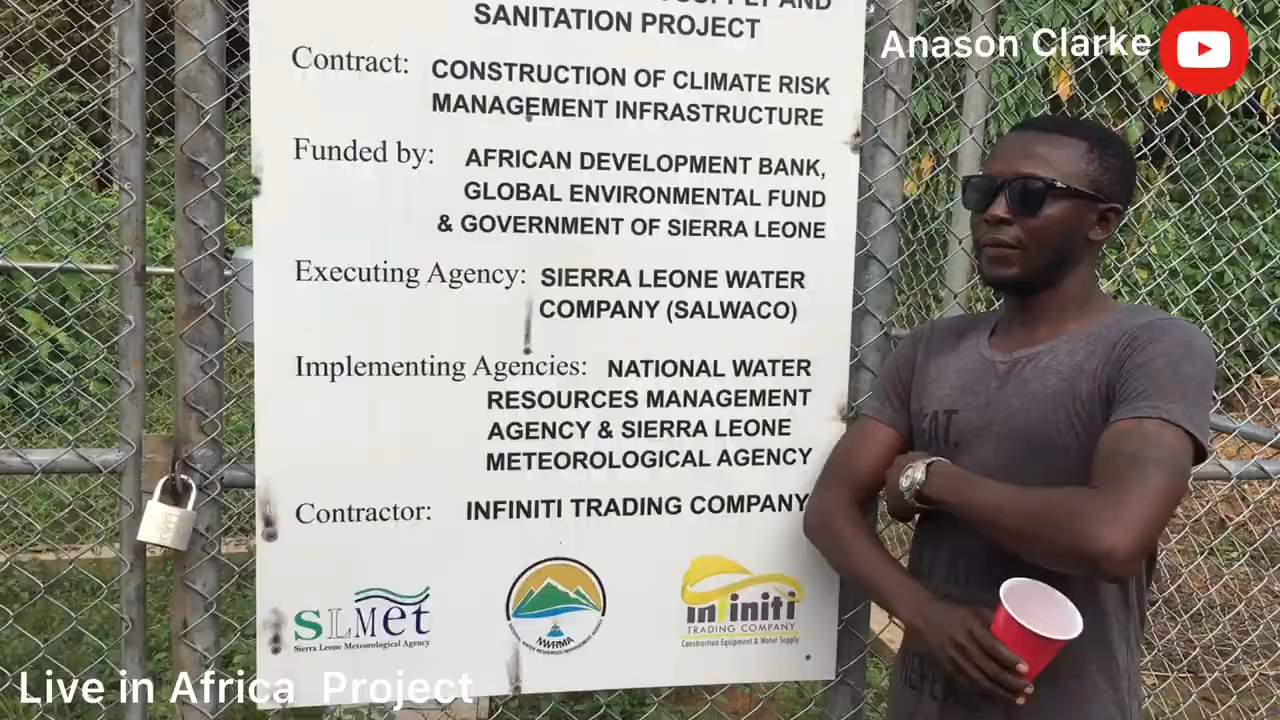 SUPPLY AND
SANITATION PROJECT
Contract: CONSTRUCTION OF CLIMATE RISK
MANAGEMENT INFRASTRUCTURE
Funded by: AFRICAN DEVELOPMENT BANK,
GLOBAL ENVIRONMENTAL FUND
& GOVERNMENT OF SIERRA LEONE
Executing Agency: SIERRA LEONE WATER
COMPANY (SALWACO)
Implementing Agencies: NATIONAL WATER
RESOURCES MANAGEMENT
AGENCY & SIERRA LEONE
METEOROLOGICAL AGENCY
Contractor: INFINITI TRADING COMPANY
SLMet
Sierra Leone Meteorological Agency
NWRMA
infiniti
TRADING COMPANY
Construction Equipment & Water Supply
Anason Clarke
EAT.
Live in Africa Project